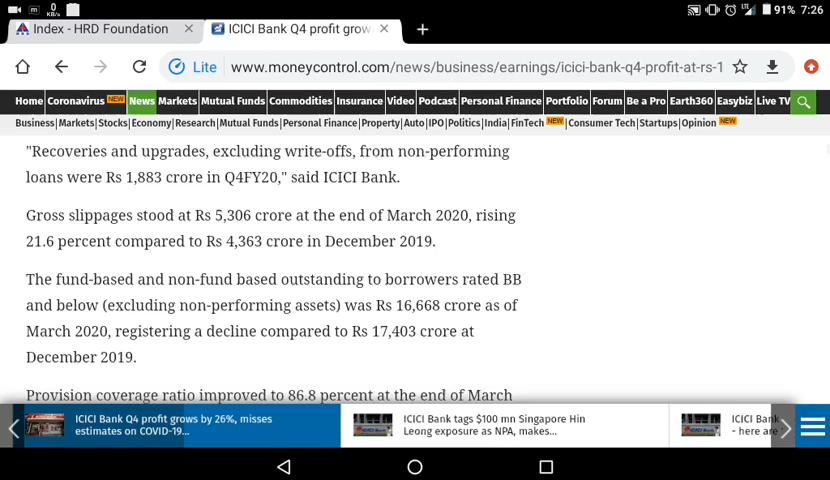 0
KB/s
m
LTE
91% 7:26
Index - HRD Foundation
ICICI Bank Q4 profit grow
Lite
www.moneycontrol.com/news/business/earnings/icici-bank-q4-profit-at-rs-1
Home Coronavirus NEW News Markets Mutual Funds Commodities Insurance Video Podcast Personal Finance Portfolio Forum Be a Pro Earth360 Easybiz Live TV
Business| Markets| Stocks| Economy| Research| Mutual Funds| Personal Finance| Property| Auto| IPO| Politics| India| FinTech NEW | Consumer Tech| Startups| Opinion NEW
"Recoveries and upgrades, excluding write-offs, from non-performing
loans were Rs 1,883 crore in Q4FY20," said ICICI Bank.
Gross slippages stood at Rs 5,306 crore at the end of March 2020, rising
21.6 percent compared to Rs 4,363 crore in December 2019.
The fund-based and non-fund based outstanding to borrowers rated BB
and below (excluding non-performing assets) was Rs 16,668 crore as of
March 2020, registering a decline compared to Rs 17,403 crore at
December 2019.
Provision coverage ratio improved to 86.8 percent at the end of March
ICICI Bank Q4 profit grows by 26%, misses
estimates on COVID-19...
ICICI Bank tags $100 mn Singapore Hin
Leong exposure as NPA, makes...
ICICI Bank
- here are